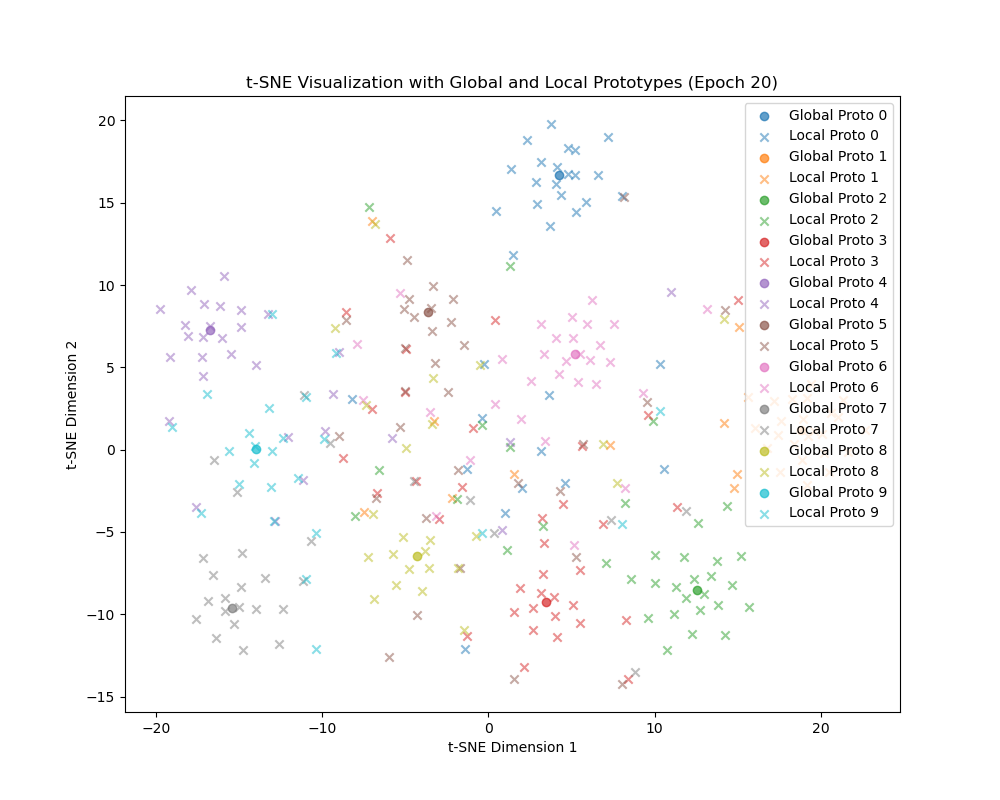 t-SNE Visualization with Global and Local Prototypes (Epoch 20)
20
15
10
5
0
−5
−10
−15
t-SNE Dimension 2
−20
−10
0
10
20
t-SNE Dimension 1
Global Proto 0
Local Proto 0
Global Proto 1
Local Proto 1
Global Proto 2
Local Proto 2
Global Proto 3
Local Proto 3
Global Proto 4
Local Proto 4
Global Proto 5
Local Proto 5
Global Proto 6
Local Proto 6
Global Proto 7
Local Proto 7
Global Proto 8
Local Proto 8
Global Proto 9
Local Proto 9